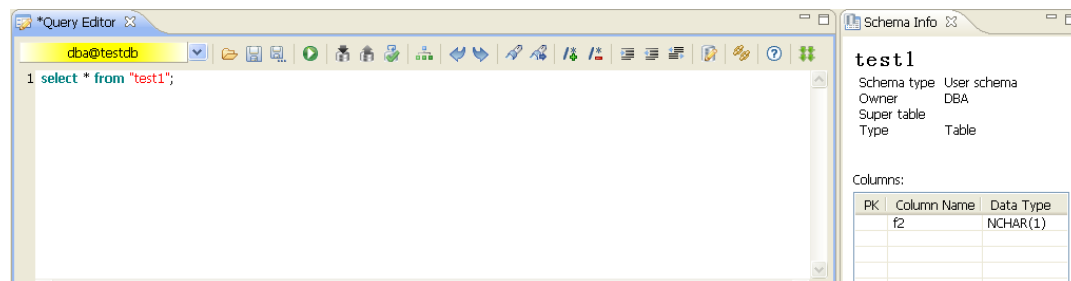 *Query Editor
dba@testdb
1 select * from "test1";
Schema Info
test1
Schema type User schema
Owner DBA
Super table
Type Table
Columns:
PK Column Name Data Type
f2 NCHAR(1)